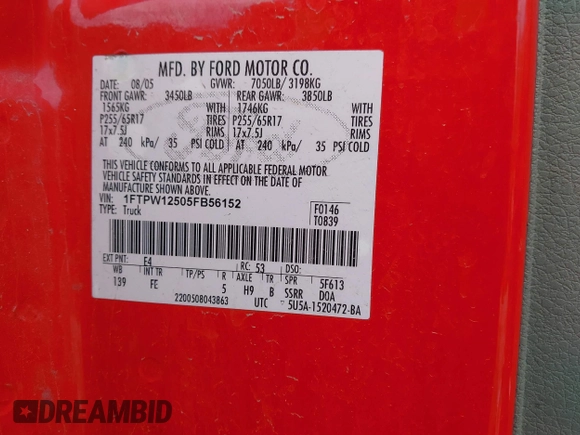 MFD. BY FORD MOTOR CO.
DATE: 08/05 GVWR: 7050LB/ 3198KG
FRONT GAWR: 3450LB REAR GAWR: 3850LB
1565KG WITH 1746KG WITH
P255/65R17 TIRES P255/65R17 TIRES
17x7.5J RIMS 17x7.5J RIMS
AT 240 kPa/ 35 PSI COLD AT 240 kPa/ 35 PSI COLD
THIS VEHICLE CONFORMS TO ALL APPLICABLE FEDERAL MOTOR
VEHICLE SAFETY STANDARDS IN EFFECT ON THE DATE OF
MANUFACTURE SHOWN ABOVE.
VIN: 1FTPW12505FB56152
TYPE: Truck
F0146
T0839
EXT PNT: E4 RC: 53 DSO:
WB INT TR TP/PS R AXLE TR SPR 5F613
139 FE 5 H9 B SSRR DOA
2200508043863 UTC 5U5A-1520472-BA
DREAMBID